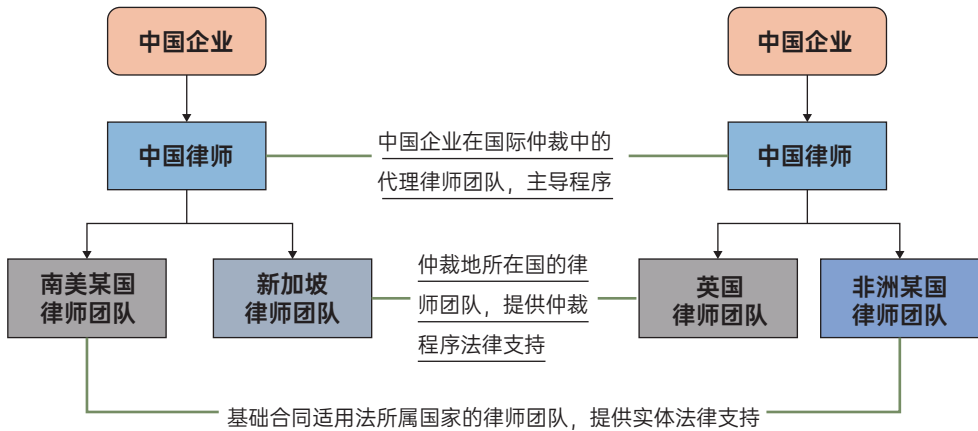 中国企业
中国企业
中国律师
中国企业在国际仲裁中的
代理律师团队，主导程序
中国律师
南美某国
律师团队
新加坡
律师团队
仲裁地所在国的律
师团队，提供仲裁
程序法律支持
英国
律师团队
非洲某国
律师团队
基础合同适用法所属国家的律师团队，提供实体法律支持